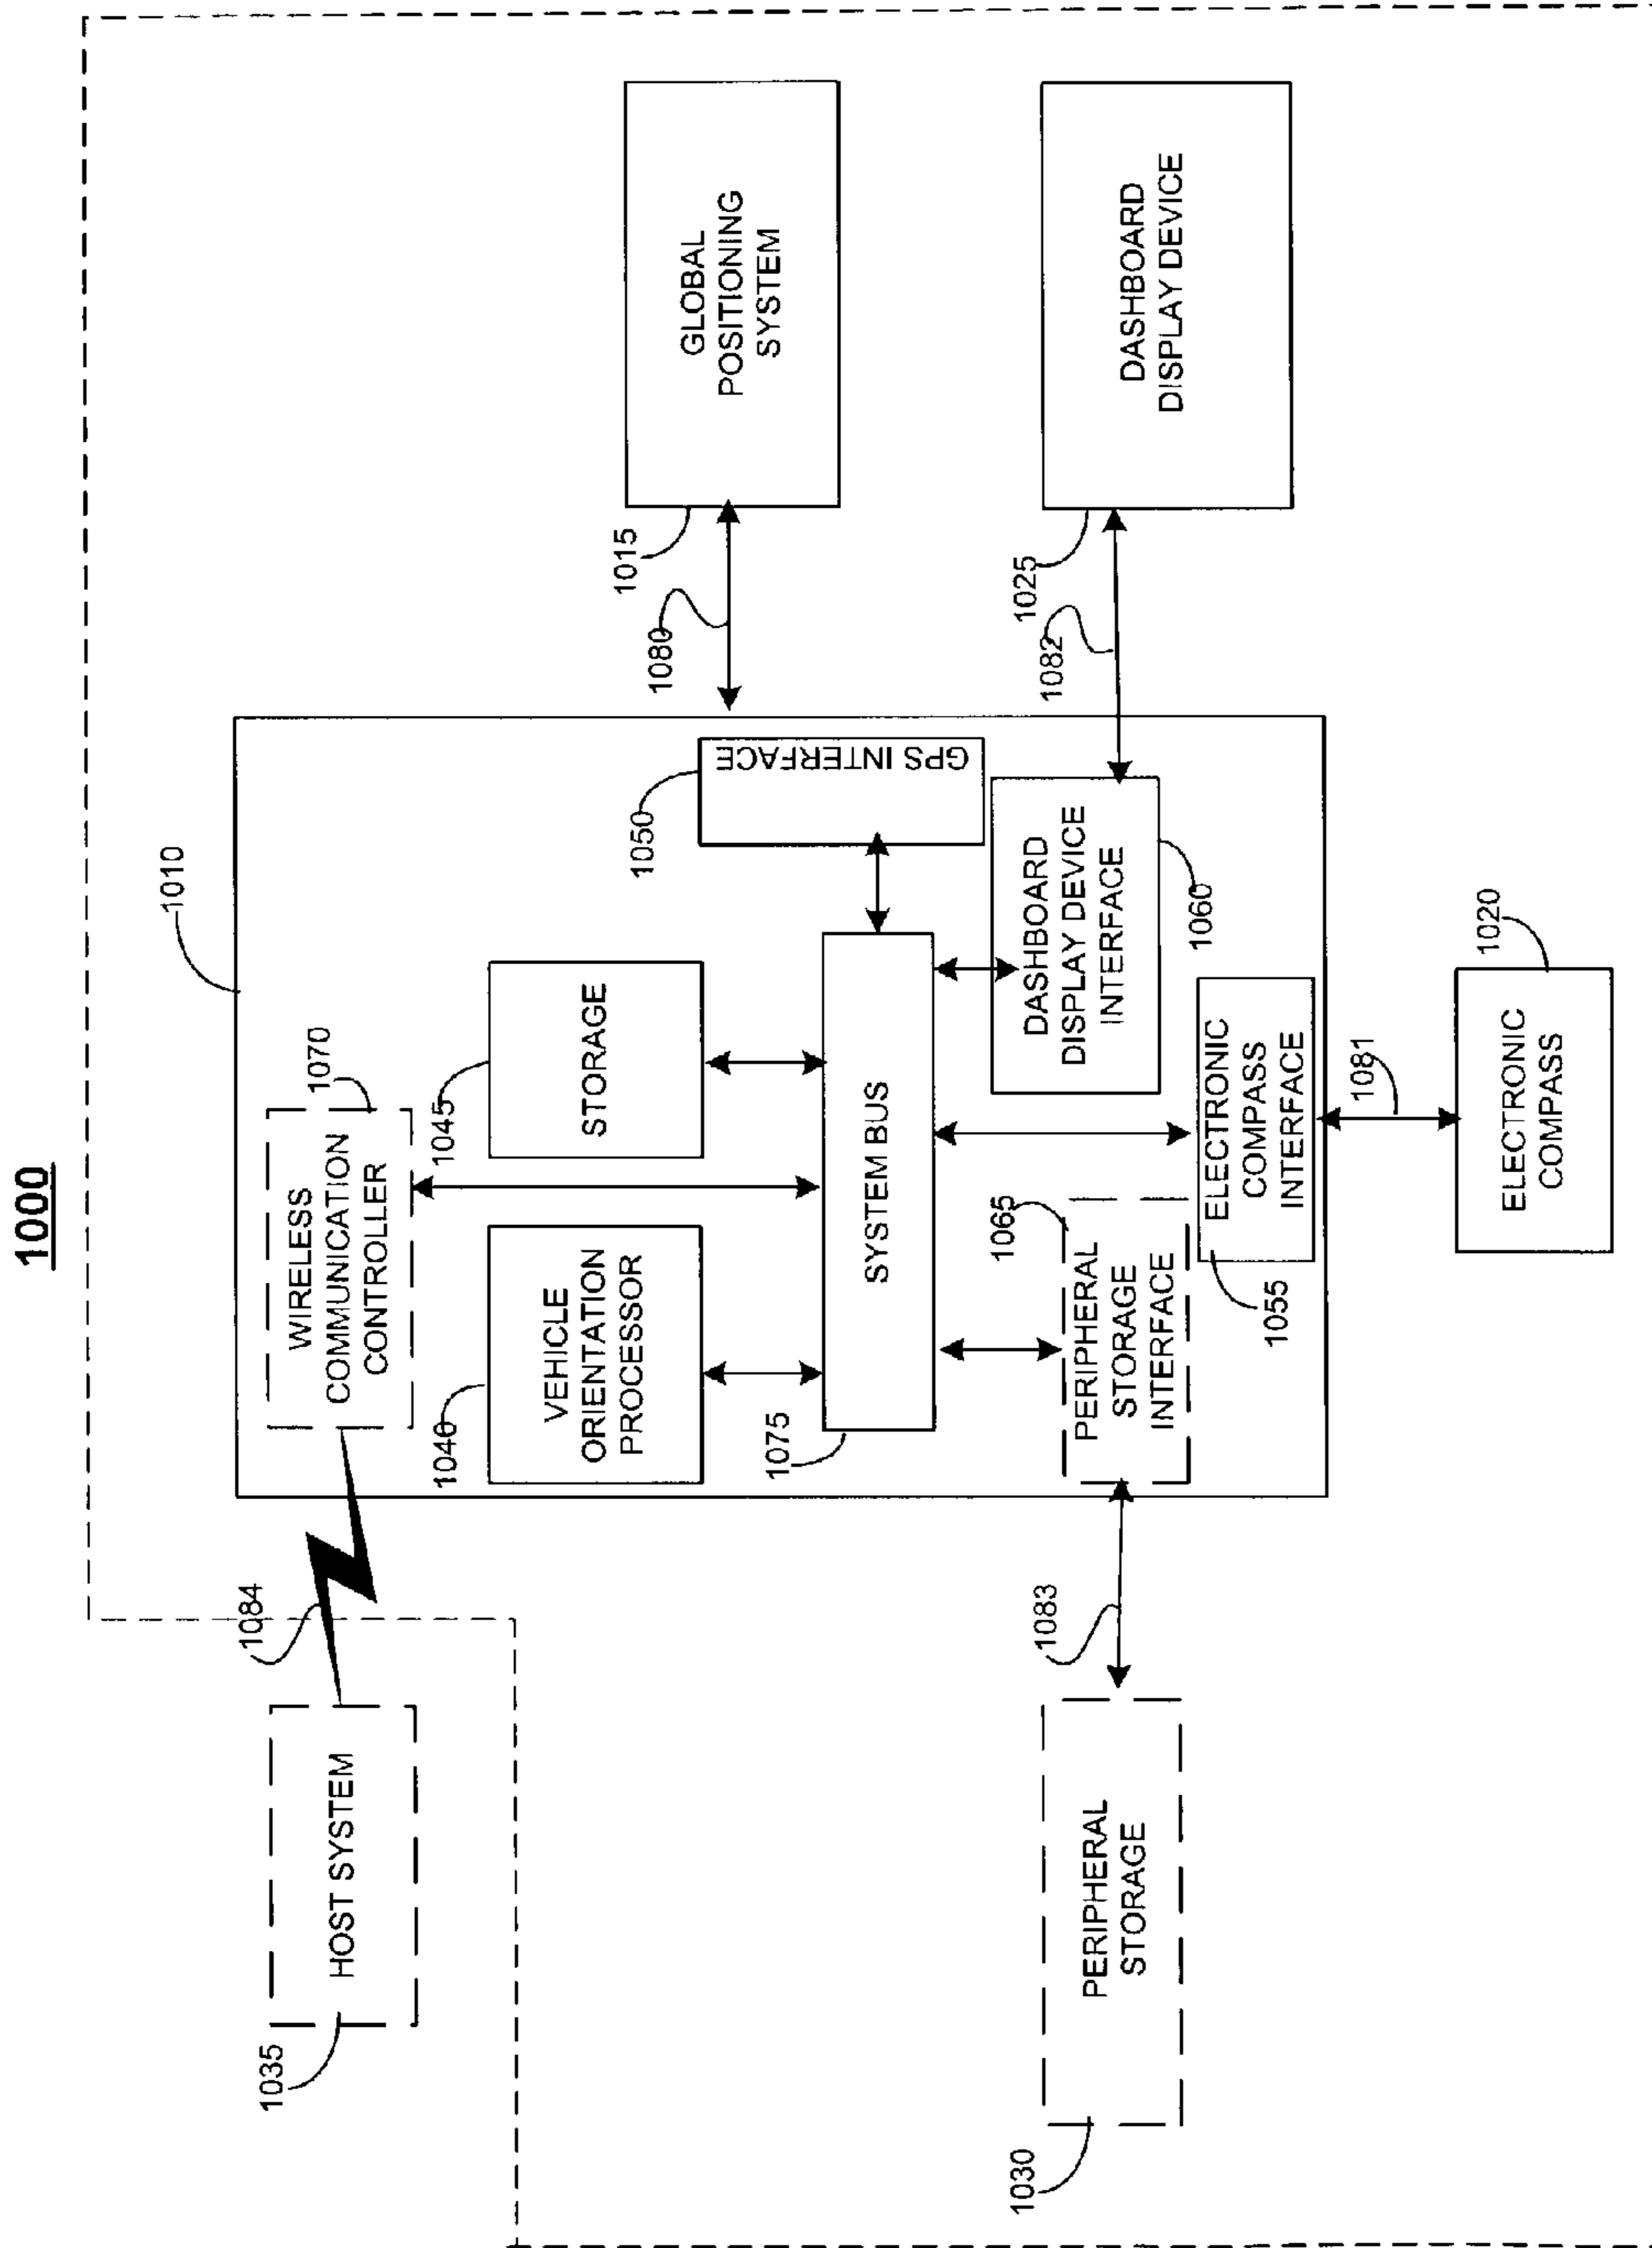 1000
1035
HOST SYSTEM
1084
1010
WIRELESS
COMMUNICATION
CONTROLLER
1070
1040
VEHICLE
ORIENTATION
PROCESSOR
1045
STORAGE
1075
SYSTEM BUS
1050
GPS INTERFACE
1080
1015
GLOBAL
POSITIONING
SYSTEM
1030
PERIPHERAL
STORAGE
1083
PERIPHERAL
STORAGE
INTERFACE
1065
DASHBOARD
DISPLAY DEVICE
INTERFACE
1060
1082
1025
DASHBOARD
DISPLAY DEVICE
1055
ELECTRONIC
COMPASS
INTERFACE
1081
ELECTRONIC
COMPASS
1020